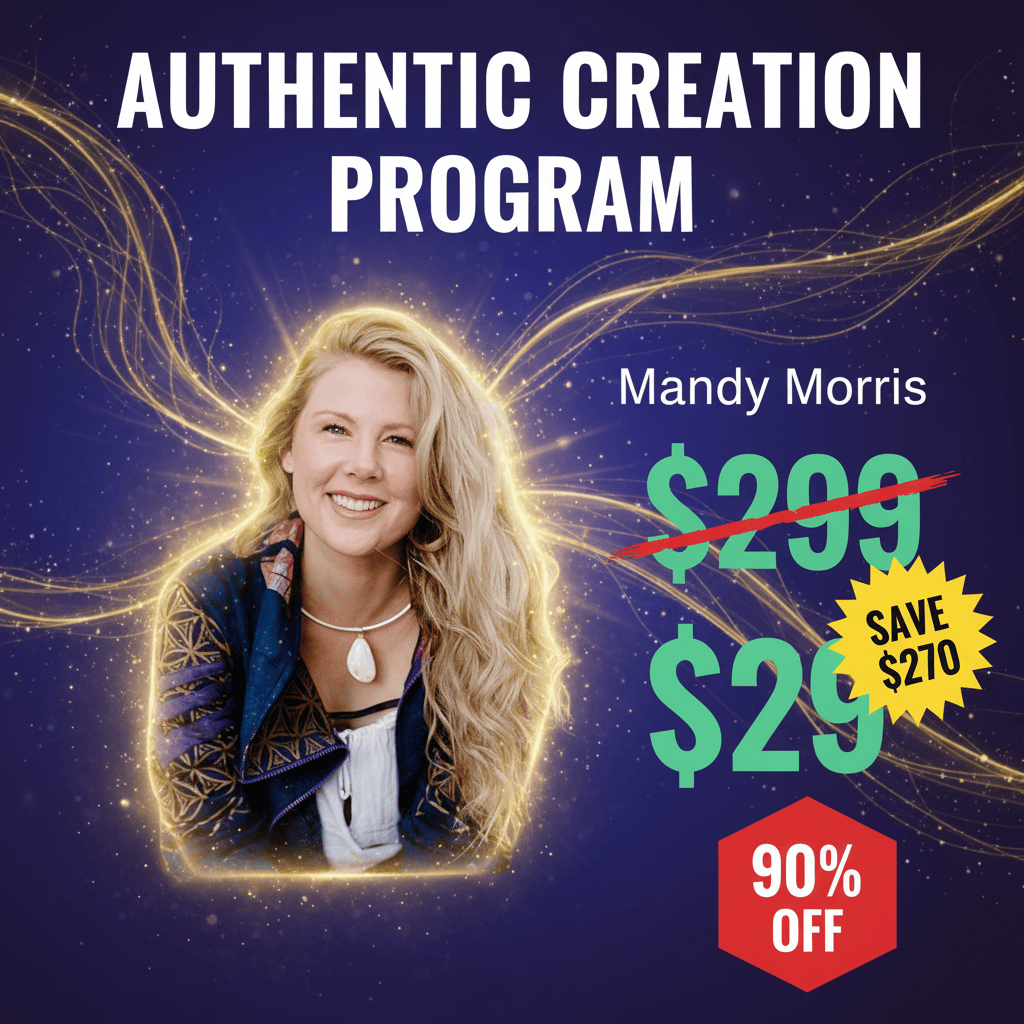 AUTHENTIC CREATION
PROGRAM
Mandy Morris
$299
SAVE
$270
$29
90%
OFF